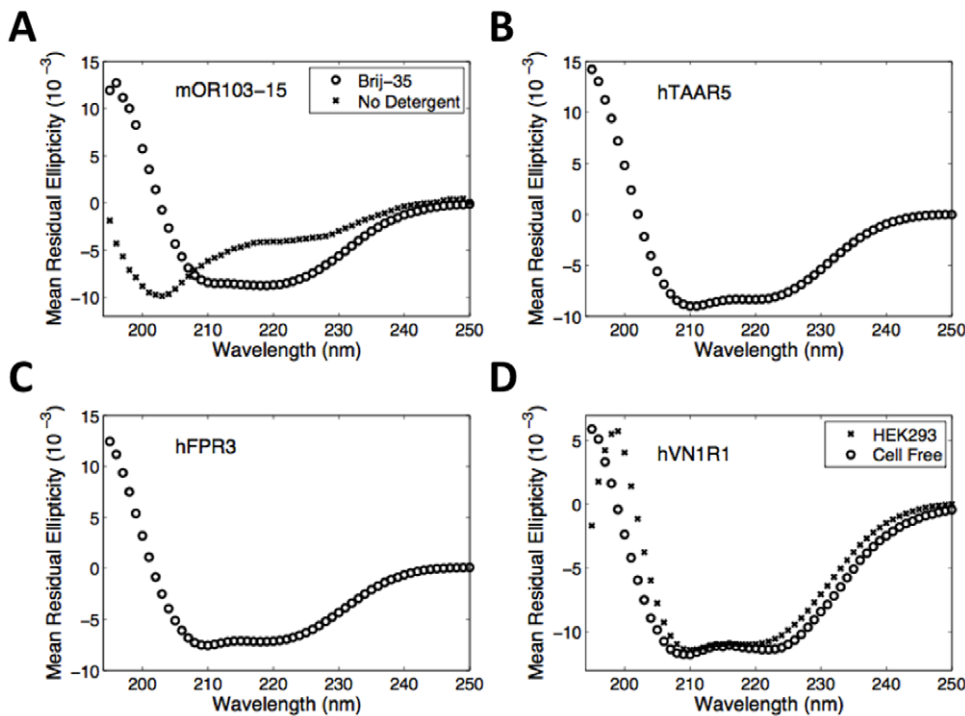 A
Mean Residual Ellipticity (10⁻³)
15
10
5
0
−5
−10
mOR103−15
Brij−35
No Detergent
200
210
220
230
240
250
Wavelength (nm)
B
Mean Residual Ellipticity (10⁻³)
15
10
5
0
−5
−10
hTAAR5
200
210
220
230
240
250
Wavelength (nm)
C
Mean Residual Ellipticity (10⁻³)
15
10
5
0
−5
−10
hFPR3
200
210
220
230
240
250
Wavelength (nm)
D
Mean Residual Ellipticity (10⁻³)
5
0
−5
−10
hVN1R1
HEK293
Cell Free
200
210
220
230
240
250
Wavelength (nm)